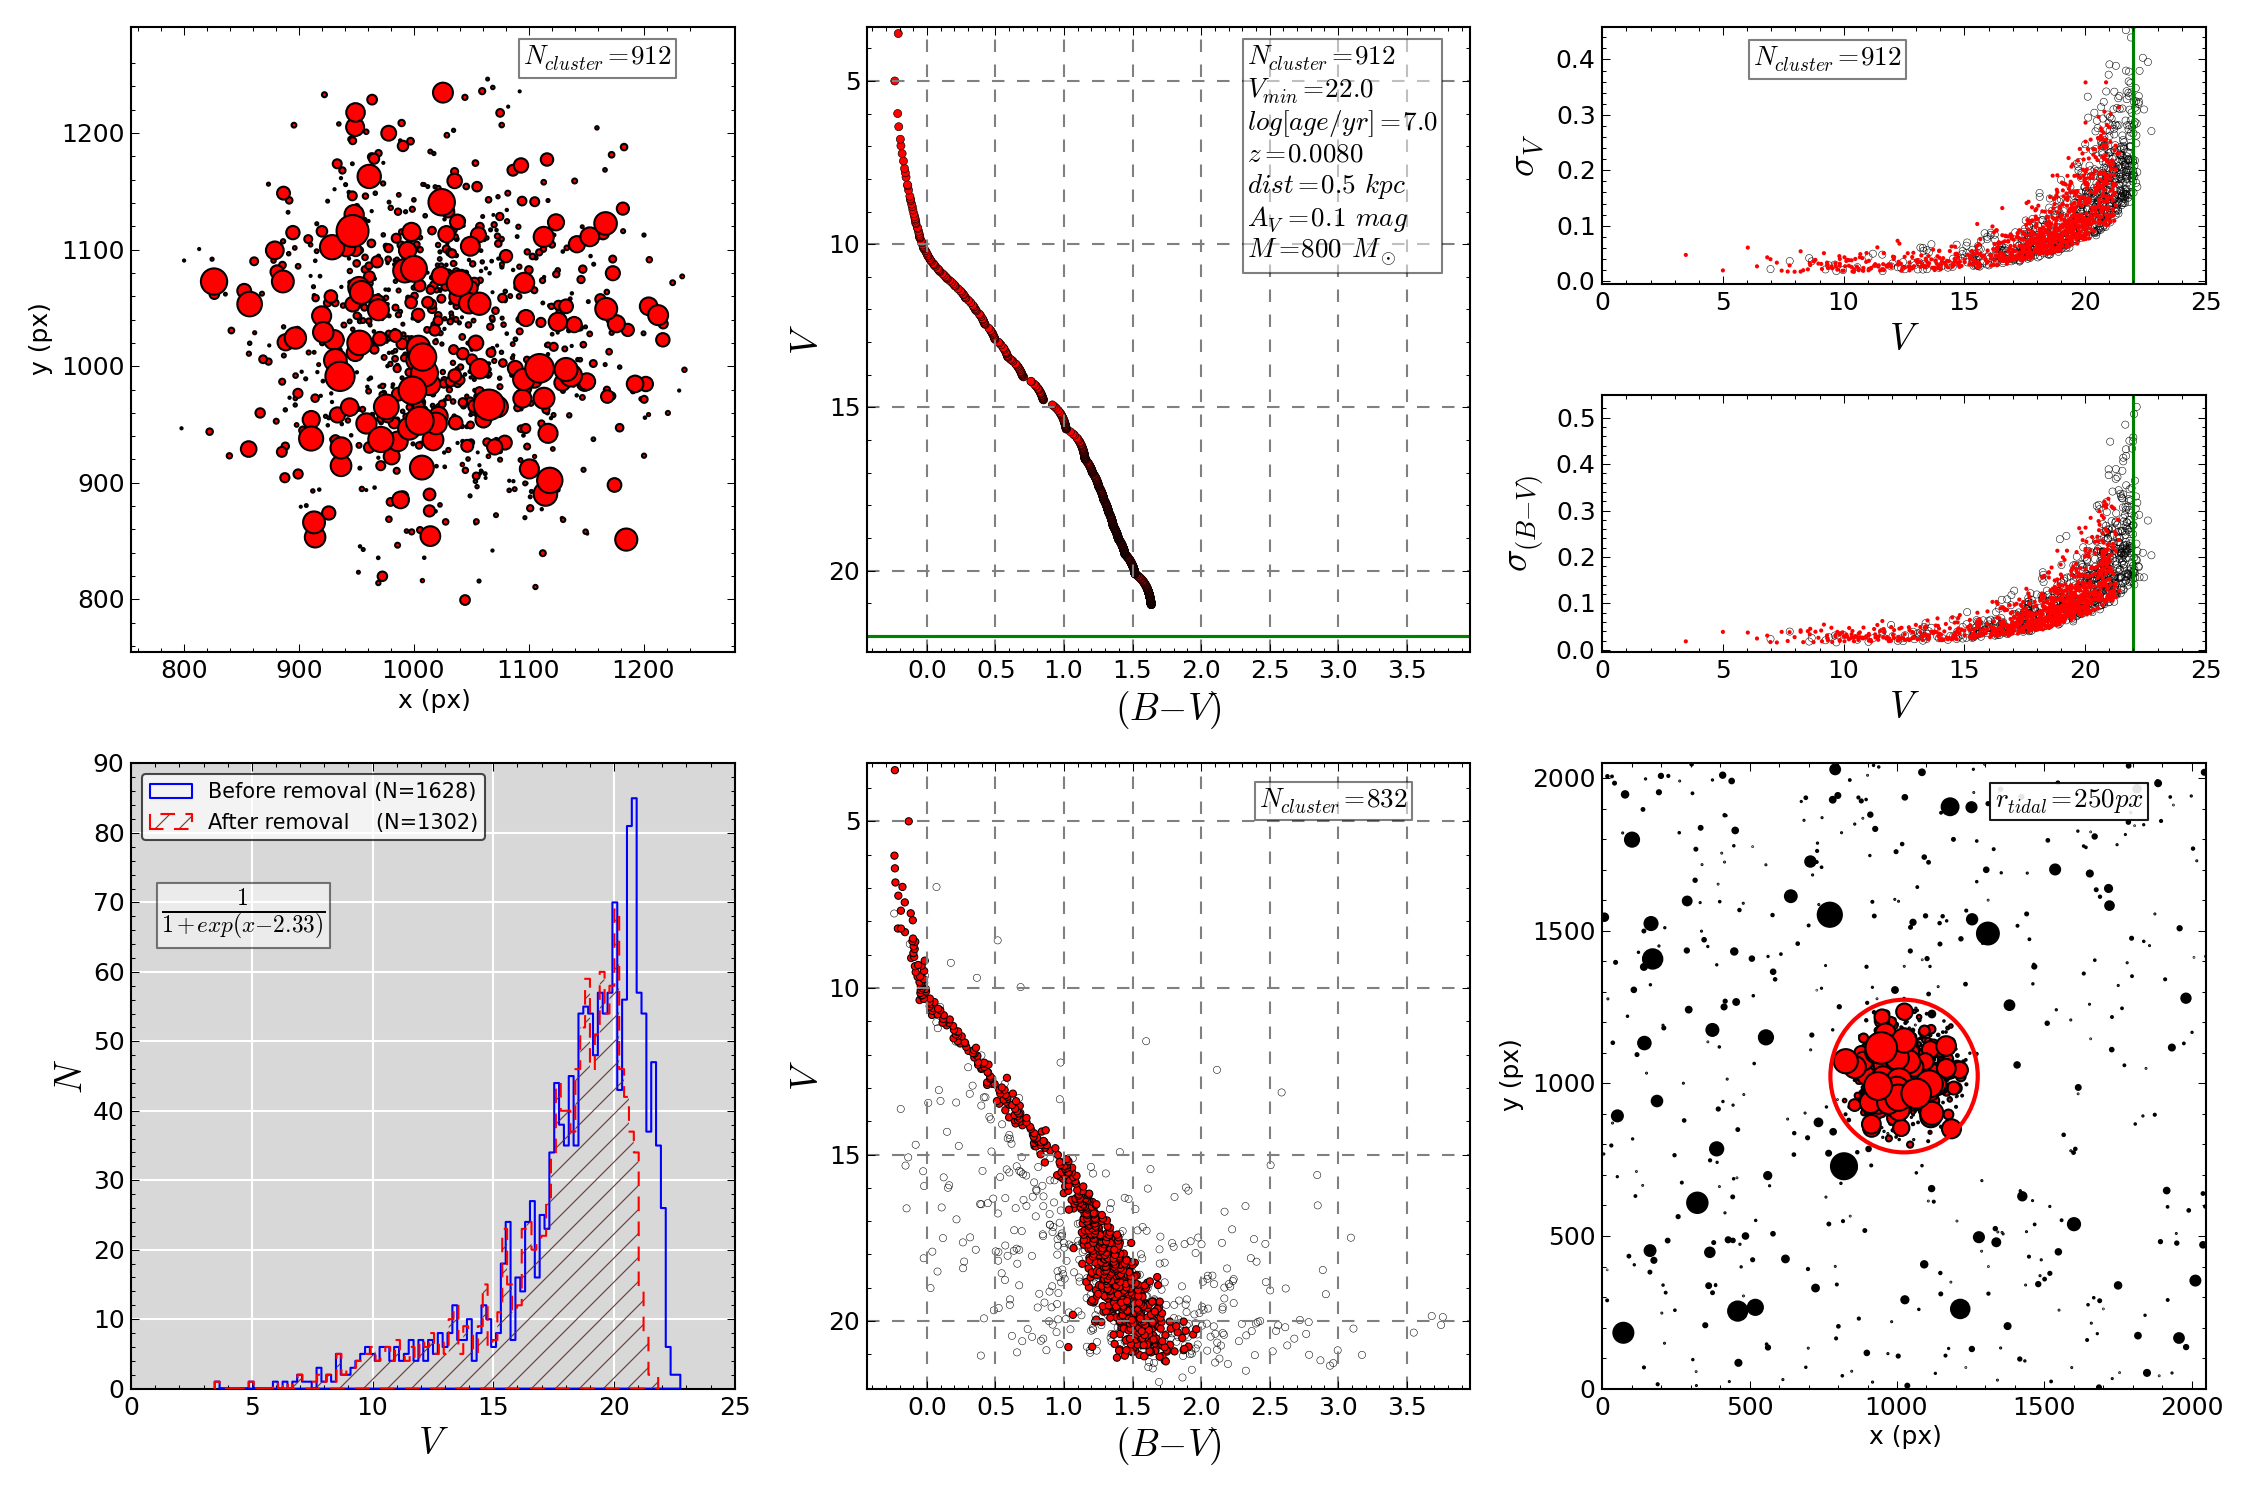 N_cluster=912
1200
1100
1000
900
800
y (px)
800 900 1000 1100 1200
x (px)
N_cluster=912
V_min=22.0
log[age/yr]=7.0
z=0.0080
dist=0.5 kpc
A_V=0.1 mag
M=800 M_⊙
5
10
15
20
V
0.0 0.5 1.0 1.5 2.0 2.5 3.0 3.5
(B−V)
N_cluster=912
0.4
0.3
0.2
0.1
0.0
σ_V
0 5 10 15 20 25
V
0.5
0.4
0.3
0.2
0.1
0.0
σ_(B−V)
0 5 10 15 20 25
V
90
80
70
60
50
40
30
20
10
0
N
Before removal (N=1628)
After removal (N=1302)
1
1+exp(x−2.33)
0 5 10 15 20 25
V
N_cluster=832
5
10
15
20
V
0.0 0.5 1.0 1.5 2.0 2.5 3.0 3.5
(B−V)
r_tidal=250px
2000
1500
1000
500
0
y (px)
0 500 1000 1500 2000
x (px)